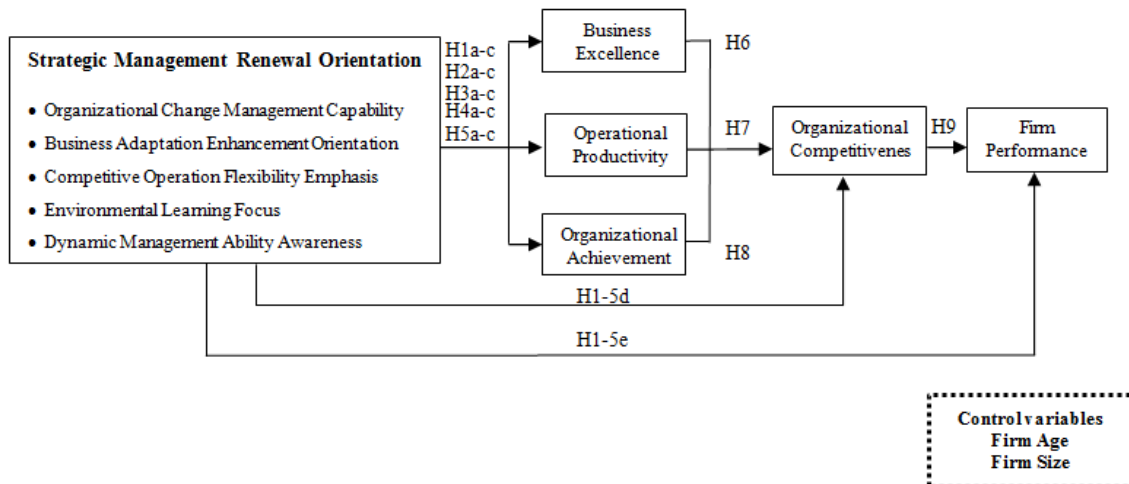 Strategic Management Renewal Orientation
• Organizational Change Management Capability
• Business Adaptation Enhancement Orientation
• Competitive Operation Flexibility Emphasis
• Environmental Learning Focus
• Dynamic Management Ability Awareness
H1a-c
H2a-c
H3a-c
H4a-c
H5a-c
Business
Excellence
Operational
Productivity
Organizational
Achievement
H6
H7
H8
Organizational
Competitivenes
H9
Firm
Performance
H1-5d
H1-5e
Control variables
Firm Age
Firm Size